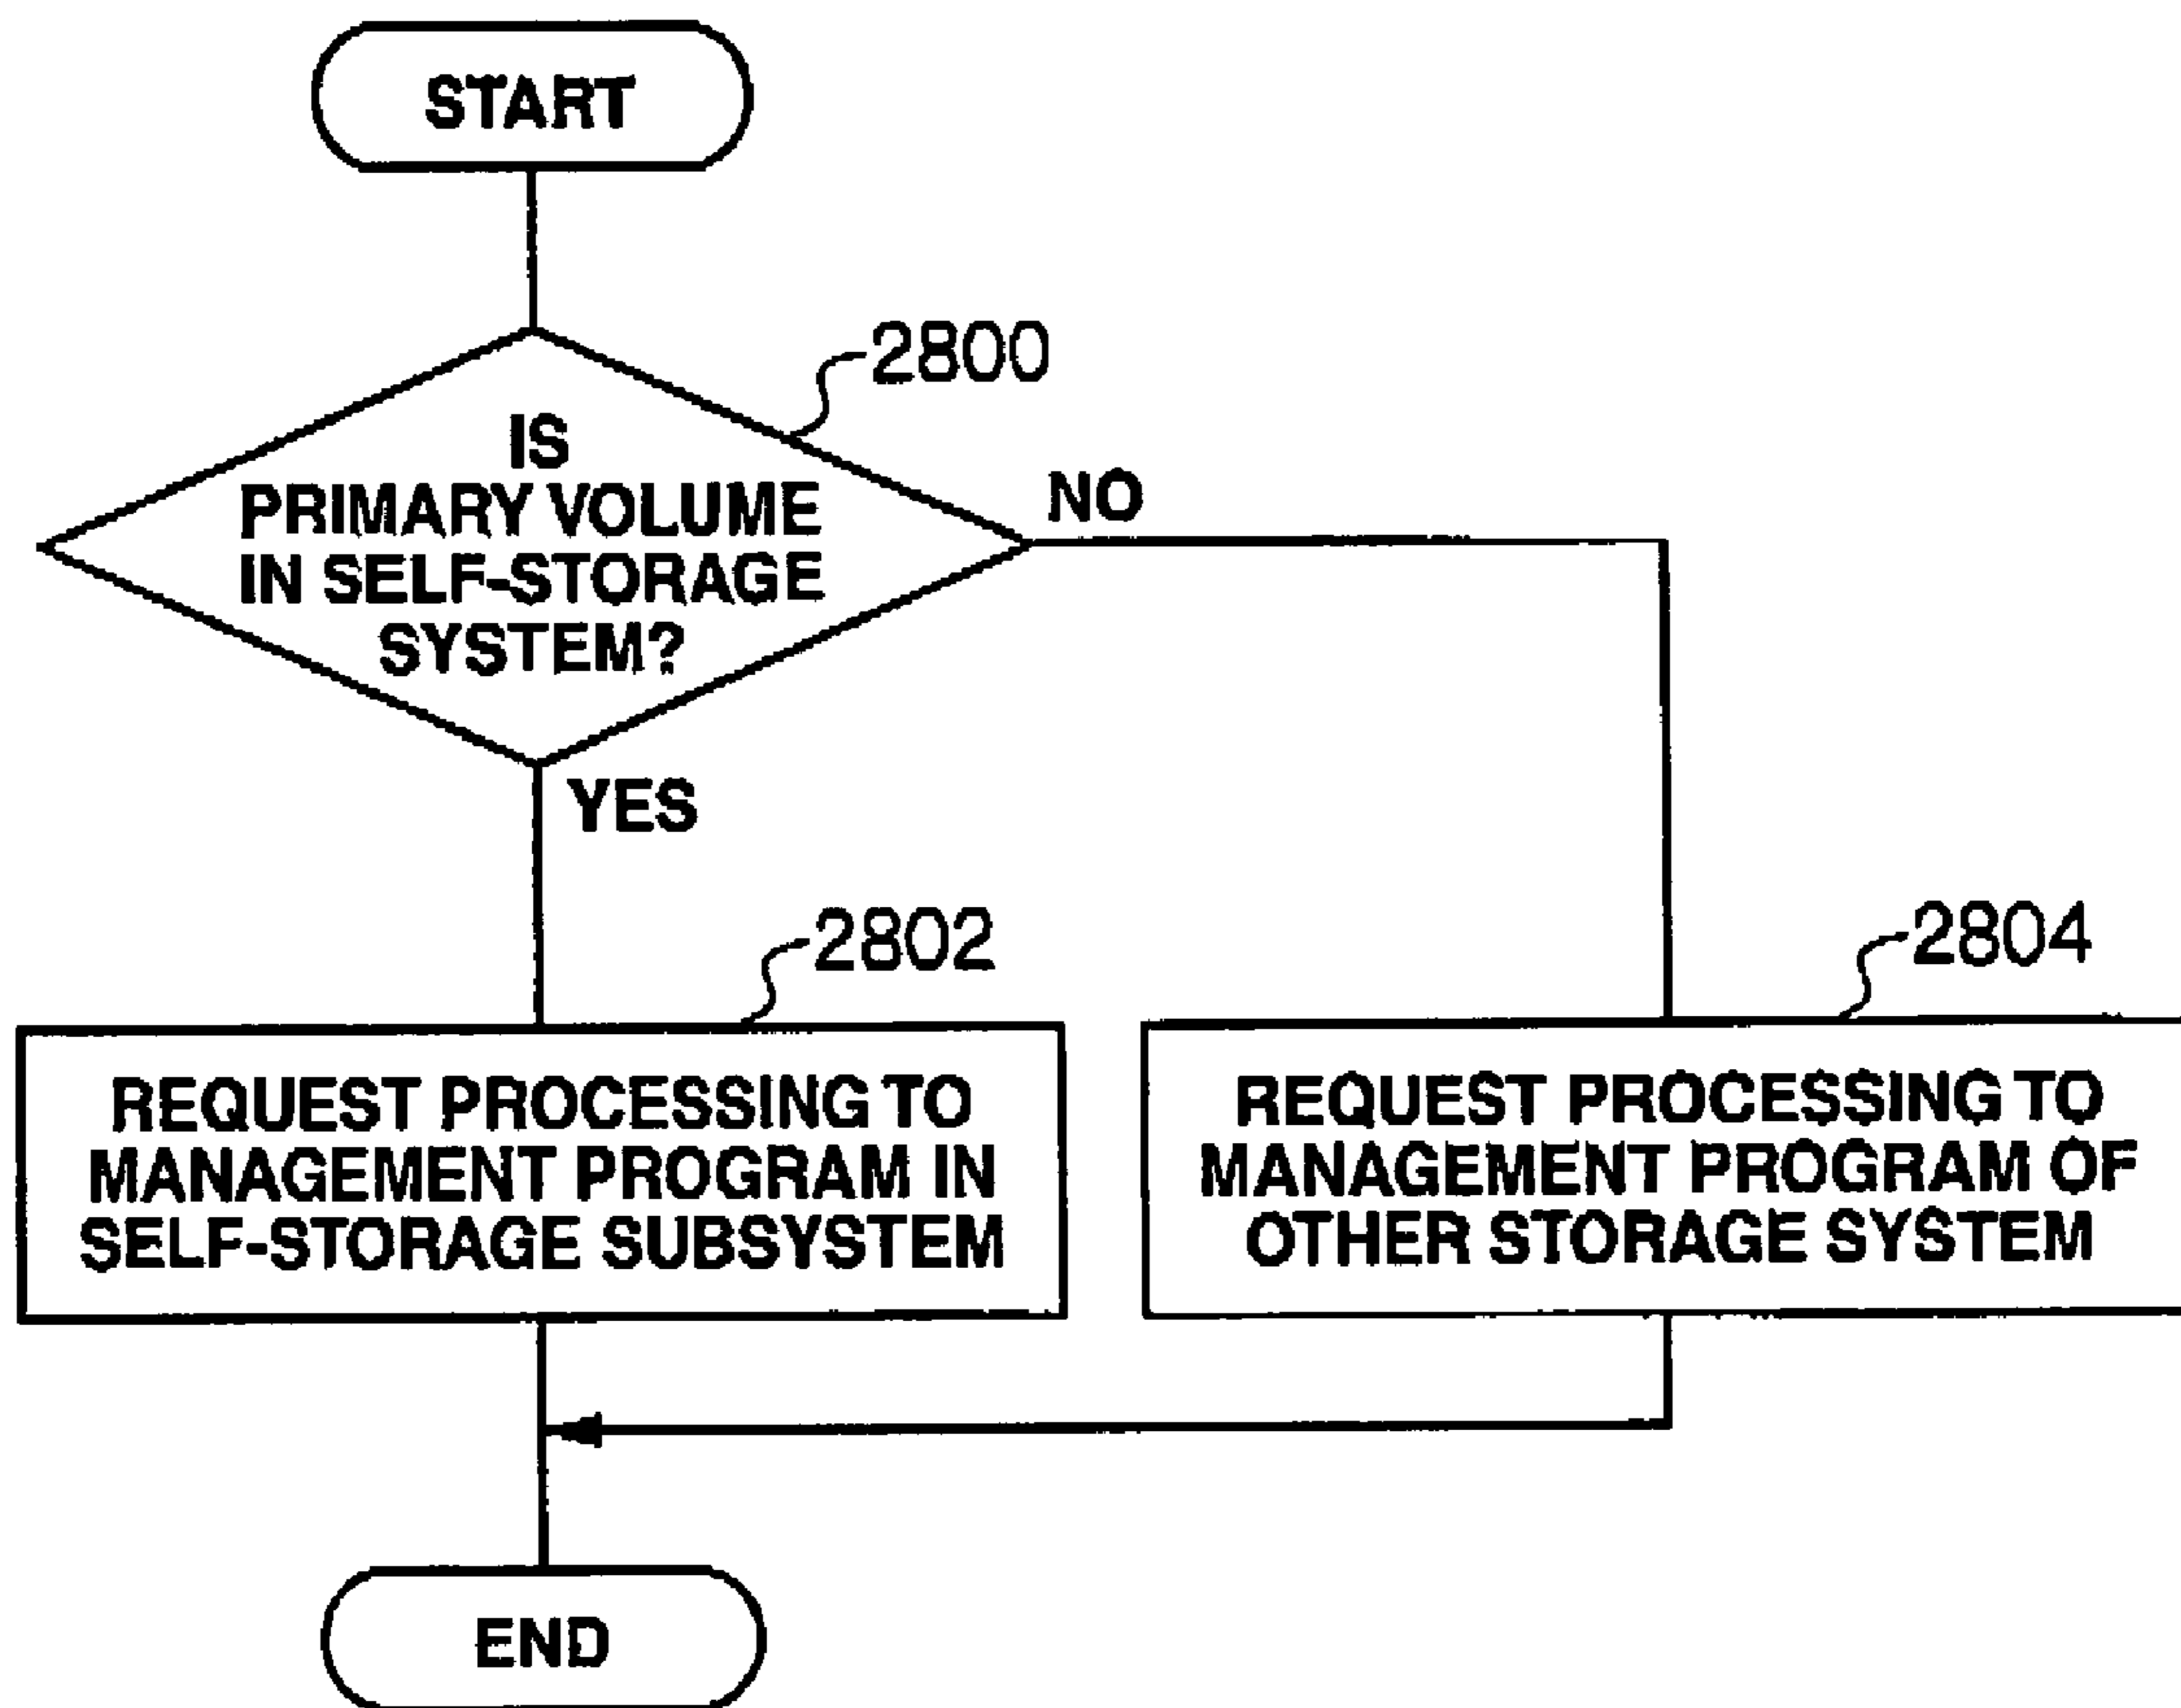 START
2800
IS
PRIMARY VOLUME
IN SELF-STORAGE
SYSTEM?
NO
YES
2802
REQUEST PROCESSING TO
MANAGEMENT PROGRAM IN
SELF-STORAGE SUBSYSTEM
2804
REQUEST PROCESSING TO
MANAGEMENT PROGRAM OF
OTHER STORAGE SYSTEM
END